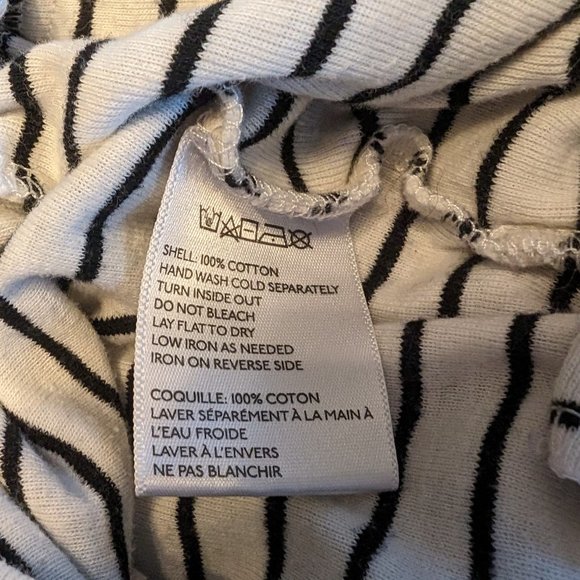 SHELL: 100% COTTON
HAND WASH COLD SEPARATELY
TURN INSIDE OUT
DO NOT BLEACH
LAY FLAT TO DRY
LOW IRON AS NEEDED
IRON ON REVERSE SIDE
COQUILLE: 100% COTON
LAVER SÉPARÉMENT À LA MAIN À
L'EAU FROIDE
LAVER À L'ENVERS
NE PAS BLANCHIR